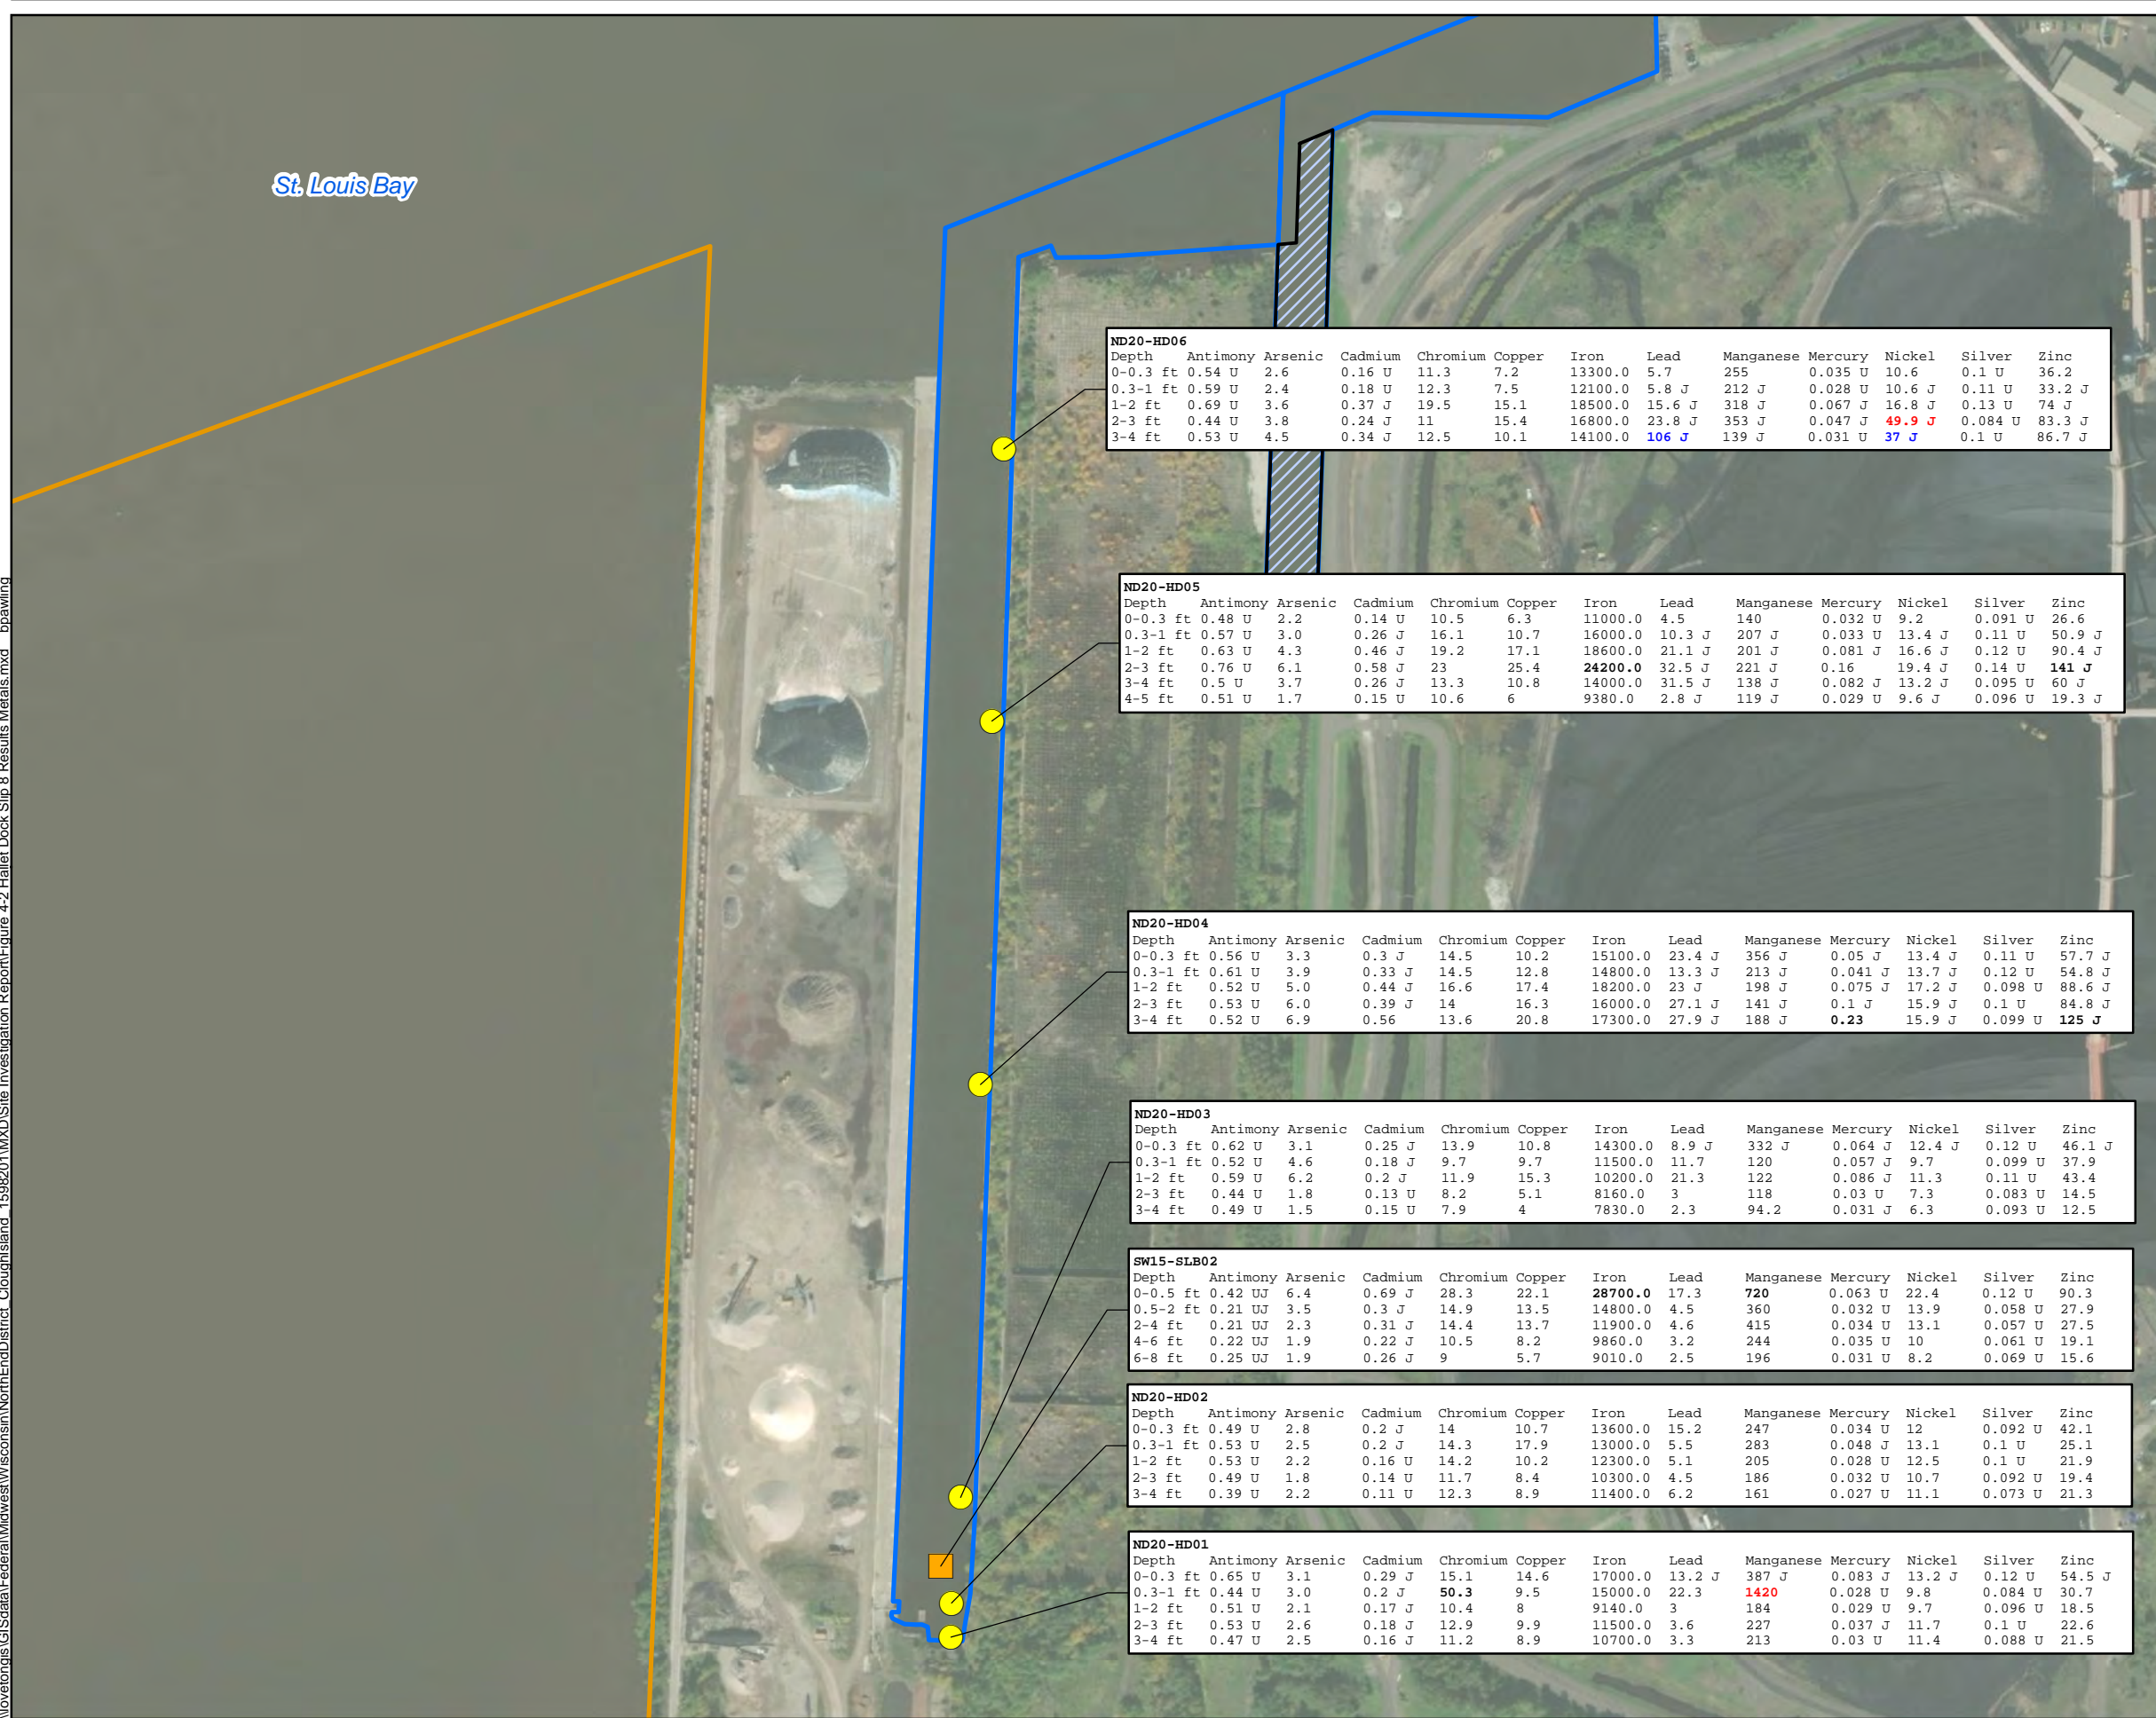 St. Louis Bay
ND20-HD06
Depth Antimony Arsenic Cadmium Chromium Copper Iron Lead Manganese Mercury Nickel Silver Zinc
0-0.3 ft 0.54 U 2.6 0.16 U 11.3 7.2 13300.0 5.7 255 0.035 U 10.6 0.1 U 36.2
0.3-1 ft 0.59 U 2.4 0.18 U 12.3 7.5 12100.0 5.8 J 212 J 0.028 U 10.6 J 0.11 U 33.2 J
1-2 ft 0.69 U 3.6 0.37 J 19.5 15.1 18500.0 15.6 J 318 J 0.067 J 16.8 J 0.13 U 74 J
2-3 ft 0.44 U 3.8 0.24 J 11 15.4 16800.0 23.8 J 353 J 0.047 J 49.9 J 0.084 U 83.3 J
3-4 ft 0.53 U 4.5 0.34 J 12.5 10.1 14100.0 106 J 139 J 0.031 U 37 J 0.1 U 86.7 J
ND20-HD05
Depth Antimony Arsenic Cadmium Chromium Copper Iron Lead Manganese Mercury Nickel Silver Zinc
0-0.3 ft 0.48 U 2.2 0.14 U 10.5 6.3 11000.0 4.5 140 0.032 U 9.2 0.091 U 26.6
0.3-1 ft 0.57 U 3.0 0.26 J 16.1 10.7 16000.0 10.3 J 207 J 0.033 U 13.4 J 0.11 U 50.9 J
1-2 ft 0.63 U 4.3 0.46 J 19.2 17.1 18600.0 21.1 J 201 J 0.081 J 16.6 J 0.12 U 90.4 J
2-3 ft 0.76 U 6.1 0.58 J 23 25.4 24200.0 32.5 J 221 J 0.16 19.4 J 0.14 U 141 J
3-4 ft 0.5 U 3.7 0.26 J 13.3 10.8 14000.0 31.5 J 138 J 0.082 J 13.2 J 0.095 U 60 J
4-5 ft 0.51 U 1.7 0.15 U 10.6 6 9380.0 2.8 J 119 J 0.029 U 9.6 J 0.096 U 19.3 J
ND20-HD04
Depth Antimony Arsenic Cadmium Chromium Copper Iron Lead Manganese Mercury Nickel Silver Zinc
0-0.3 ft 0.56 U 3.3 0.3 J 14.5 10.2 15100.0 23.4 J 356 J 0.05 J 13.4 J 0.11 U 57.7 J
0.3-1 ft 0.61 U 3.9 0.33 J 14.5 12.8 14800.0 13.3 J 213 J 0.041 J 13.7 J 0.12 U 54.8 J
1-2 ft 0.52 U 5.0 0.44 J 16.6 17.4 18200.0 23 J 198 J 0.075 J 17.2 J 0.098 U 88.6 J
2-3 ft 0.53 U 6.0 0.39 J 14 16.3 16000.0 27.1 J 141 J 0.1 J 15.9 J 0.1 U 84.8 J
3-4 ft 0.52 U 6.9 0.56 13.6 20.8 17300.0 27.9 J 188 J 0.23 15.9 J 0.099 U 125 J
ND20-HD03
Depth Antimony Arsenic Cadmium Chromium Copper Iron Lead Manganese Mercury Nickel Silver Zinc
0-0.3 ft 0.62 U 3.1 0.25 J 13.9 10.8 14300.0 8.9 J 332 J 0.064 J 12.4 J 0.12 U 46.1 J
0.3-1 ft 0.52 U 4.6 0.18 J 9.7 9.7 11500.0 11.7 120 0.057 J 9.7 0.099 U 37.9
1-2 ft 0.59 U 6.2 0.2 J 11.9 15.3 10200.0 21.3 122 0.086 J 11.3 0.11 U 43.4
2-3 ft 0.44 U 1.8 0.13 U 8.2 5.1 8160.0 3 118 0.03 U 7.3 0.083 U 14.5
3-4 ft 0.49 U 1.5 0.15 U 7.9 4 7830.0 2.3 94.2 0.031 J 6.3 0.093 U 12.5
SW15-SLB02
Depth Antimony Arsenic Cadmium Chromium Copper Iron Lead Manganese Mercury Nickel Silver Zinc
0-0.5 ft 0.42 UJ 6.4 0.69 J 28.3 22.1 28700.0 17.3 720 0.063 U 22.4 0.12 U 90.3
0.5-2 ft 0.21 UJ 3.5 0.3 J 14.9 13.5 14800.0 4.5 360 0.032 U 13.9 0.058 U 27.9
2-4 ft 0.21 UJ 2.3 0.31 J 14.4 13.7 11900.0 4.6 415 0.034 U 13.1 0.057 U 27.5
4-6 ft 0.22 UJ 1.9 0.22 J 10.5 8.2 9860.0 3.2 244 0.035 U 10 0.061 U 19.1
6-8 ft 0.25 UJ 1.9 0.26 J 9 5.7 9010.0 2.5 196 0.031 U 8.2 0.069 U 15.6
ND20-HD02
Depth Antimony Arsenic Cadmium Chromium Copper Iron Lead Manganese Mercury Nickel Silver Zinc
0-0.3 ft 0.49 U 2.8 0.2 J 14 10.7 13600.0 15.2 247 0.034 U 12 0.092 U 42.1
0.3-1 ft 0.53 U 2.5 0.2 J 14.3 17.9 13000.0 5.5 283 0.048 J 13.1 0.1 U 25.1
1-2 ft 0.53 U 2.2 0.16 U 14.2 10.2 12300.0 5.1 205 0.028 U 12.5 0.1 U 21.9
2-3 ft 0.49 U 1.8 0.14 U 11.7 8.4 10300.0 4.5 186 0.032 U 10.7 0.092 U 19.4
3-4 ft 0.39 U 2.2 0.11 U 12.3 8.9 11400.0 6.2 161 0.027 U 11.1 0.073 U 21.3
ND20-HD01
Depth Antimony Arsenic Cadmium Chromium Copper Iron Lead Manganese Mercury Nickel Silver Zinc
0-0.3 ft 0.65 U 3.1 0.29 J 15.1 14.6 17000.0 13.2 J 387 J 0.083 J 13.2 J 0.12 U 54.5 J
0.3-1 ft 0.44 U 3.0 0.2 J 50.3 9.5 15000.0 22.3 1420 0.028 U 9.8 0.084 U 30.7
1-2 ft 0.51 U 2.1 0.17 J 10.4 8 9140.0 3 184 0.029 U 9.7 0.096 U 18.5
2-3 ft 0.53 U 2.6 0.18 J 12.9 9.9 11500.0 3.6 227 0.037 J 11.7 0.1 U 22.6
3-4 ft 0.47 U 2.5 0.16 J 11.2 8.9 10700.0 3.3 213 0.03 U 11.4 0.088 U 21.5
\\lovetongis\GISdata\Federal\Midwest\Wisconsin\NorthEndDistrict_CloughIsland_1598201\MXD\Site Investigation Report\Figure 4-2 Hallet Dock Slip 8 Results Metals.mxd bpawling